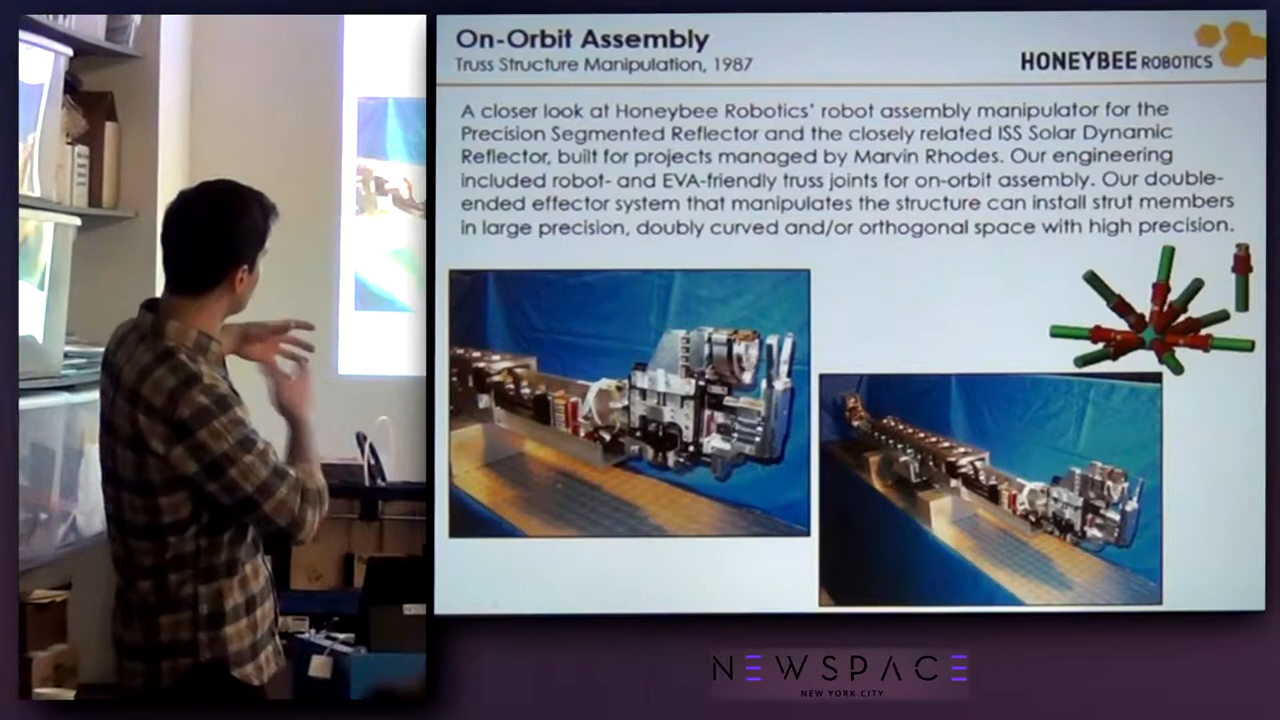 On-Orbit Assembly
Truss Structure Manipulation, 1987
HONEYBEE ROBOTICS
A closer look at Honeybee Robotics' robot assembly manipulator for the
Precision Segmented Reflector and the closely related ISS Solar Dynamic
Reflector, built for projects managed by Marvin Rhodes. Our engineering
included robot- and EVA-friendly truss joints for on-orbit assembly. Our double-
ended effector system that manipulates the structure can install strut members
in large precision, doubly curved and/or orthogonal space with high precision.
NEWSPACE
NEW YORK CITY